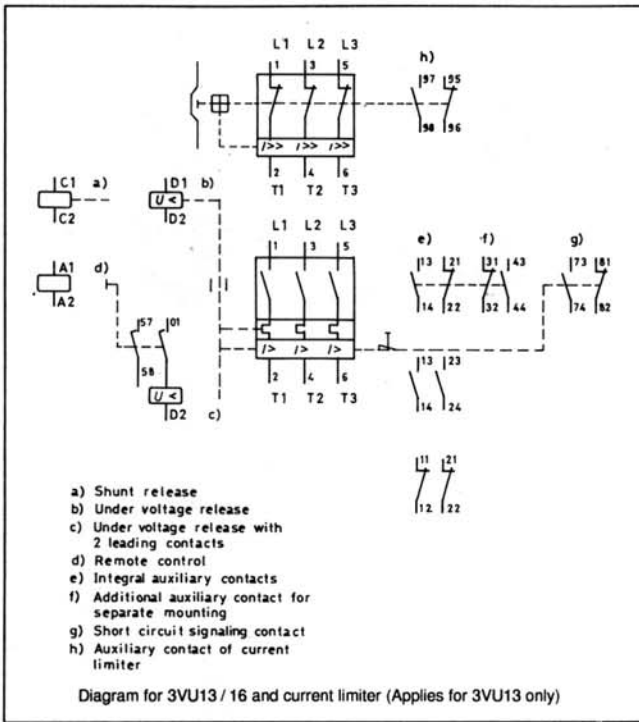 L1 L2 L3
1 3 5
h)
97 95
98 96
I>> I>> I>>
2 4 6
T1 T2 T3
C1 a)
C2
D1 b)
U<
D2
L1 L2 L3
1 3 5
A1 d)
A2
e) f) g)
13 21 31 43 73 81
14 22 32 44 74 82
57 01
58
U<
D2 c)
I> I> I>
2 4 6
T1 T2 T3
13 23
14 24
11 21
12 22
a) Shunt release
b) Under voltage release
c) Under voltage release with
2 leading contacts
d) Remote control
e) Integral auxiliary contacts
f) Additional auxiliary contact for
separate mounting
g) Short circuit signaling contact
h) Auxiliary contact of current
limiter
Diagram for 3VU13 / 16 and current limiter (Applies for 3VU13 only)